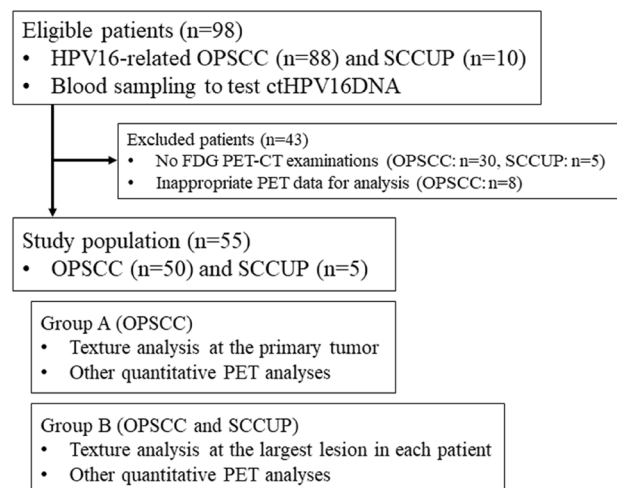 Eligible patients (n=98)
• HPV16-related OPSCC (n=88) and SCCUP (n=10)
• Blood sampling to test ctHPV16DNA
Excluded patients (n=43)
• No FDG PET-CT examinations (OPSCC: n=30, SCCUP: n=5)
• Inappropriate PET data for analysis (OPSCC: n=8)
Study population (n=55)
• OPSCC (n=50) and SCCUP (n=5)
Group A (OPSCC)
• Texture analysis at the primary tumor
• Other quantitative PET analyses
Group B (OPSCC and SCCUP)
• Texture analysis at the largest lesion in each patient
• Other quantitative PET analyses